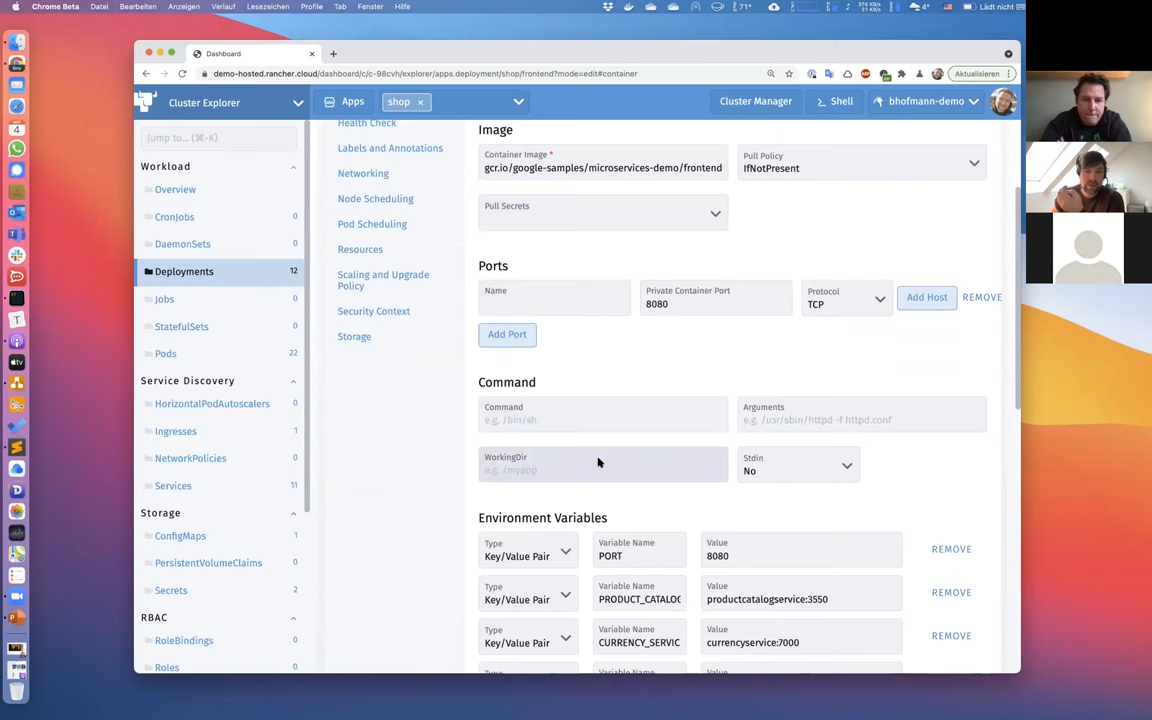 Chrome Beta Datei Bearbeiten Anzeigen Verlauf Lesezeichen Profile Tab Fenster Hilfe 71° 4° Lädt nicht
Dashboard
demo-hosted.rancher.cloud/dashboard/c/c-98cvh/explorer/apps.deployment/shop/frontend?mode=edit#container
Aktualisieren
Cluster Explorer
Apps
shop
Cluster Manager
Shell
bhofmann-demo
Jump to... (⌘-K)
Workload
Overview
CronJobs 0
DaemonSets 0
Deployments 12
Jobs 0
StatefulSets 0
Pods 22
Service Discovery
HorizontalPodAutoscalers 0
Ingresses 1
NetworkPolicies 0
Services 11
Storage
ConfigMaps 1
PersistentVolumeClaims 0
Secrets 2
RBAC
RoleBindings 0
Roles 0
Health Check
Labels and Annotations
Networking
Node Scheduling
Pod Scheduling
Resources
Scaling and Upgrade
Policy
Security Context
Storage
Image
Container Image *
gcr.io/google-samples/microservices-demo/frontend
Pull Policy
IfNotPresent
Pull Secrets
Ports
Name
Private Container Port
8080
Protocol
TCP
Add Host
REMOVE
Add Port
Command
Command
e.g. /bin/sh
Arguments
e.g. /usr/sbin/httpd -f httpd.conf
WorkingDir
e.g. /myapp
Stdin
No
Environment Variables
Type
Key/Value Pair
Variable Name
PORT
Value
8080
REMOVE
Type
Key/Value Pair
Variable Name
PRODUCT_CATALOG
Value
productcatalogservice:3550
REMOVE
Type
Key/Value Pair
Variable Name
CURRENCY_SERVIC
Value
currencyservice:7000
REMOVE